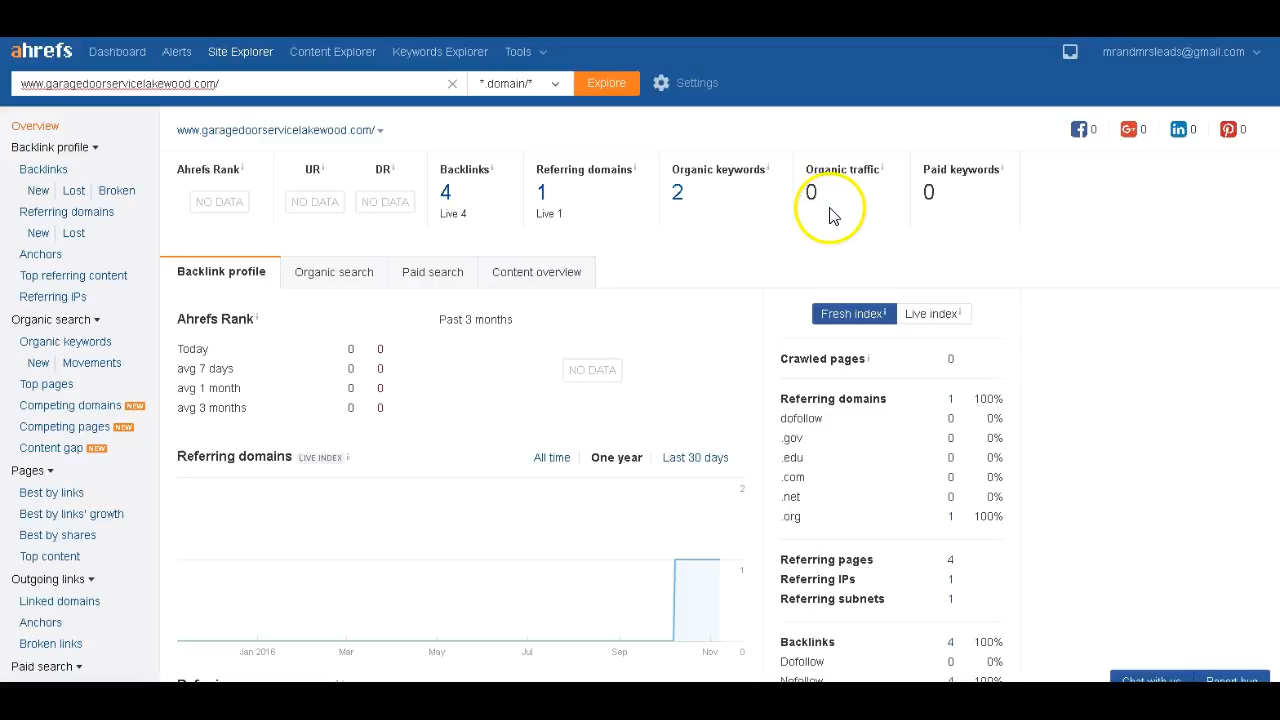 ahrefs Dashboard Alerts Site Explorer Content Explorer Keywords Explorer Tools mrandmrsleads@gmail.com
www.garagedoorservicelakewood.com/ *.domain/* Explore Settings
Overview
Backlink profile
Backlinks
New Lost Broken
Referring domains
New Lost
Anchors
Top referring content
Referring IPs
Organic search
Organic keywords
New Movements
Top pages
Competing domains NEW
Competing pages NEW
Content gap NEW
Pages
Best by links
Best by links' growth
Best by shares
Top content
Outgoing links
Linked domains
Anchors
Broken links
Paid search
www.garagedoorservicelakewood.com/ 0 0 0 0
Ahrefs Rank UR DR Backlinks Referring domains Organic keywords Organic traffic Paid keywords
NO DATA NO DATA NO DATA 4 1 2 0 0
Live 4 Live 1
Backlink profile Organic search Paid search Content overview
Ahrefs Rank Past 3 months
Today 0 0
avg 7 days 0 0
avg 1 month 0 0
avg 3 months 0 0
NO DATA
Referring domains LIVE INDEX All time One year Last 30 days
2
1
0
Jan 2016 Mar May Jul Sep Nov
Fresh index Live index
Crawled pages 0
Referring domains 1 100%
dofollow 0 0%
.gov 0 0%
.edu 0 0%
.com 0 0%
.net 0 0%
.org 1 100%
Referring pages 4
Referring IPs 1
Referring subnets 1
Backlinks 4 100%
Dofollow 0 0%
Nofollow 4 100%
Chat with us Report bug